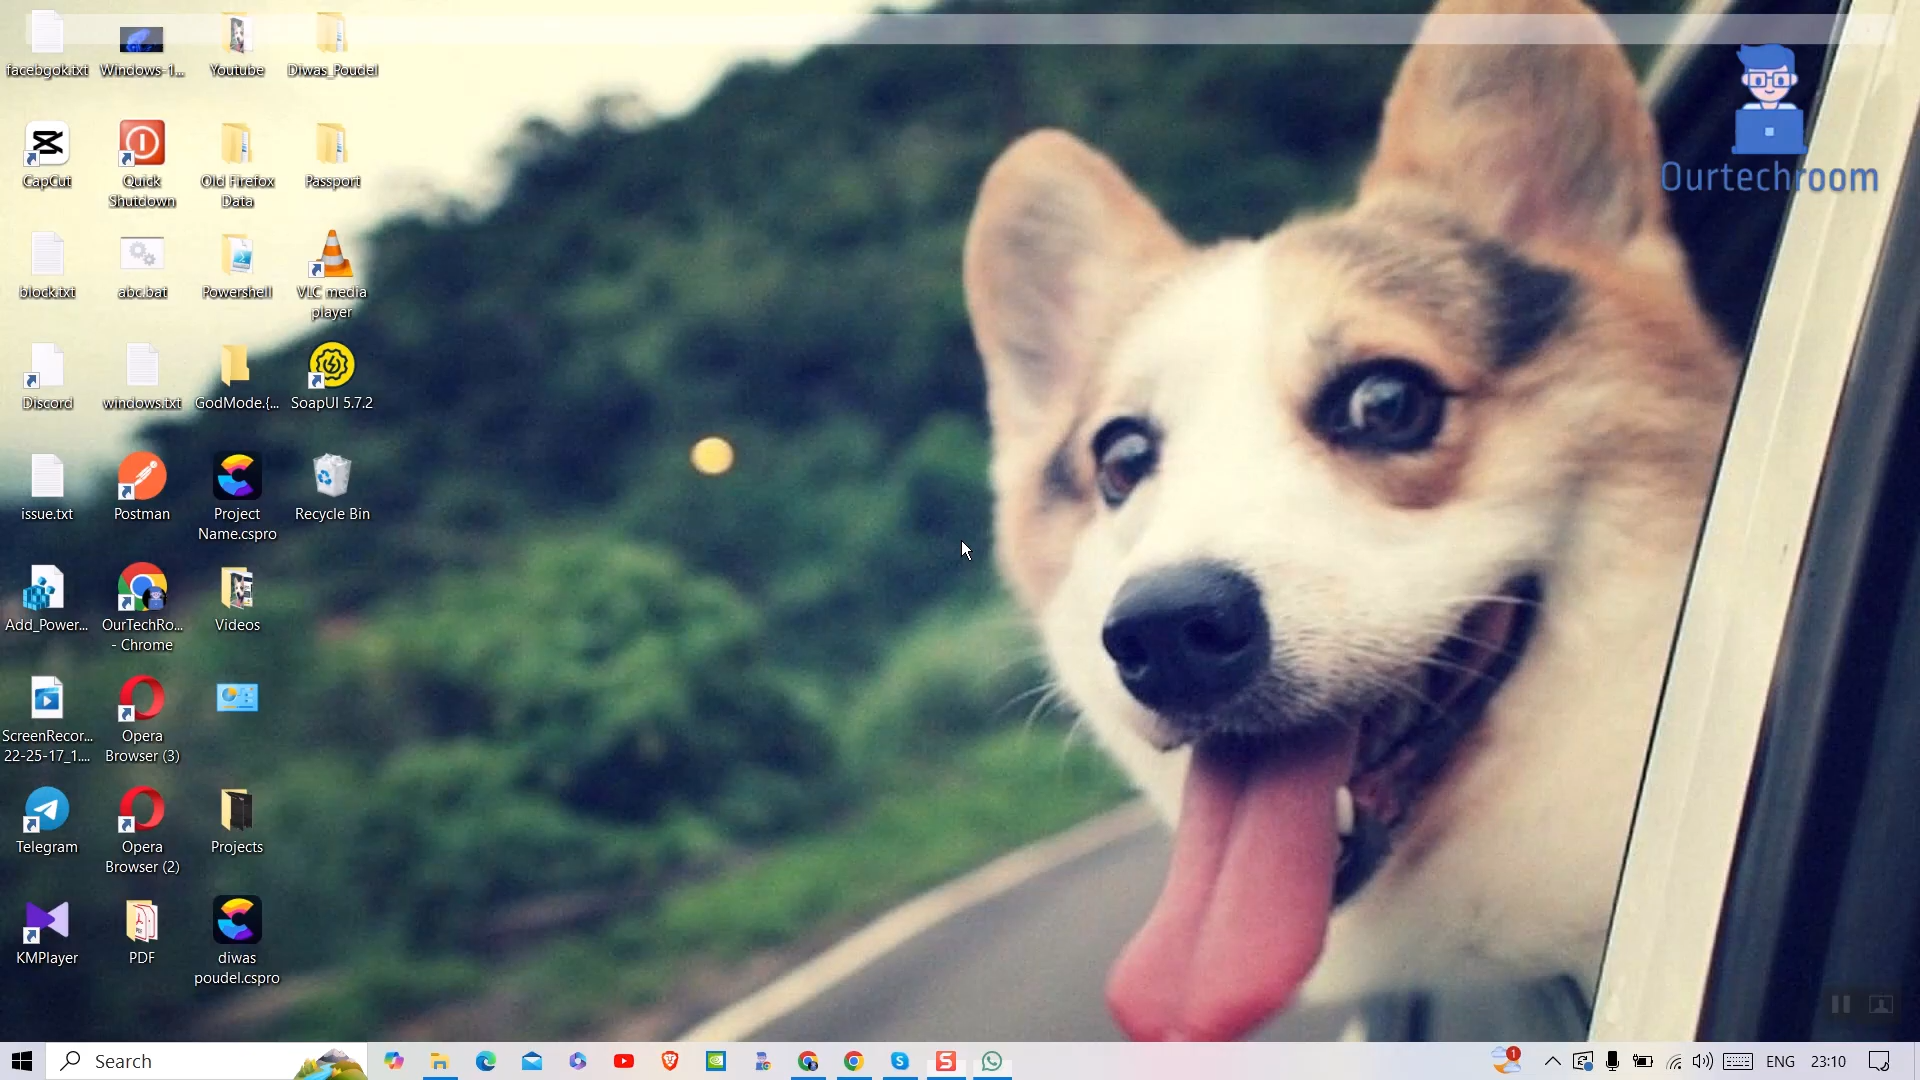 facebgok.txt
Windows-1...
Youtube
Diwas_Poudel
CapCut
Quick
Shutdown
Old Firefox
Data
Passport
block.txt
abc.bat
Powershell
VLC media
player
Discord
windows.txt
GodMode.{...
SoapUI 5.7.2
issue.txt
Postman
Project
Name.cspro
Recycle Bin
Add_Power...
OurTechRo...
- Chrome
Videos
ScreenRecor...
22-25-17_1....
Opera
Browser (3)
Telegram
Opera
Browser (2)
Projects
KMPlayer
PDF
diwas
poudel.cspro
Ourtechroom
Search
1
ENG
23:10